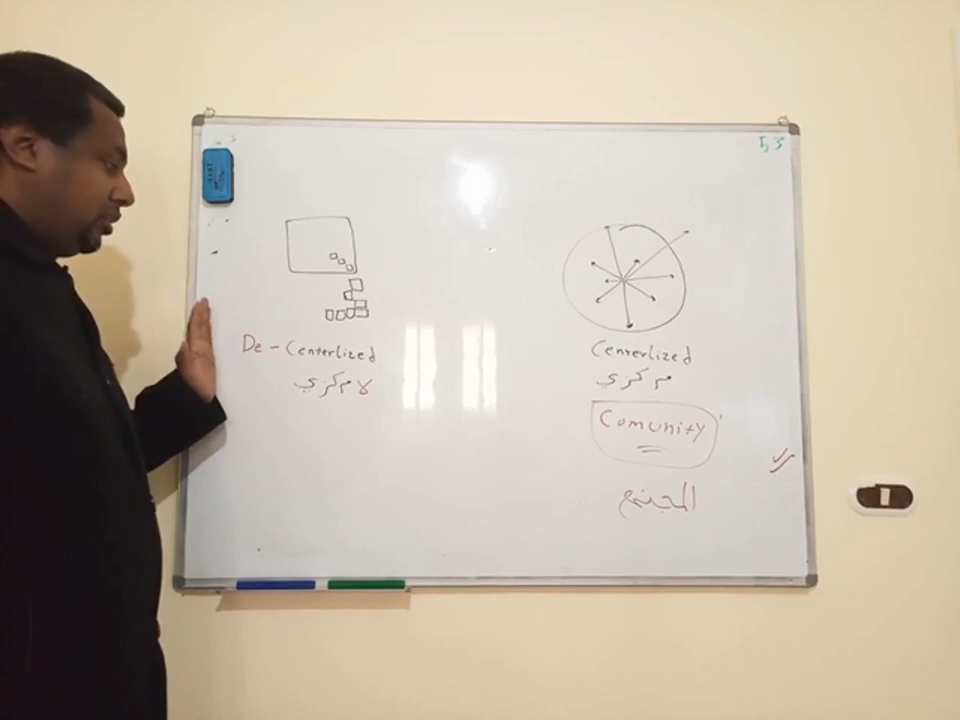 De - Centerlized
لا مركزي
Centerlized
مركزي
Comunity
المجتمع